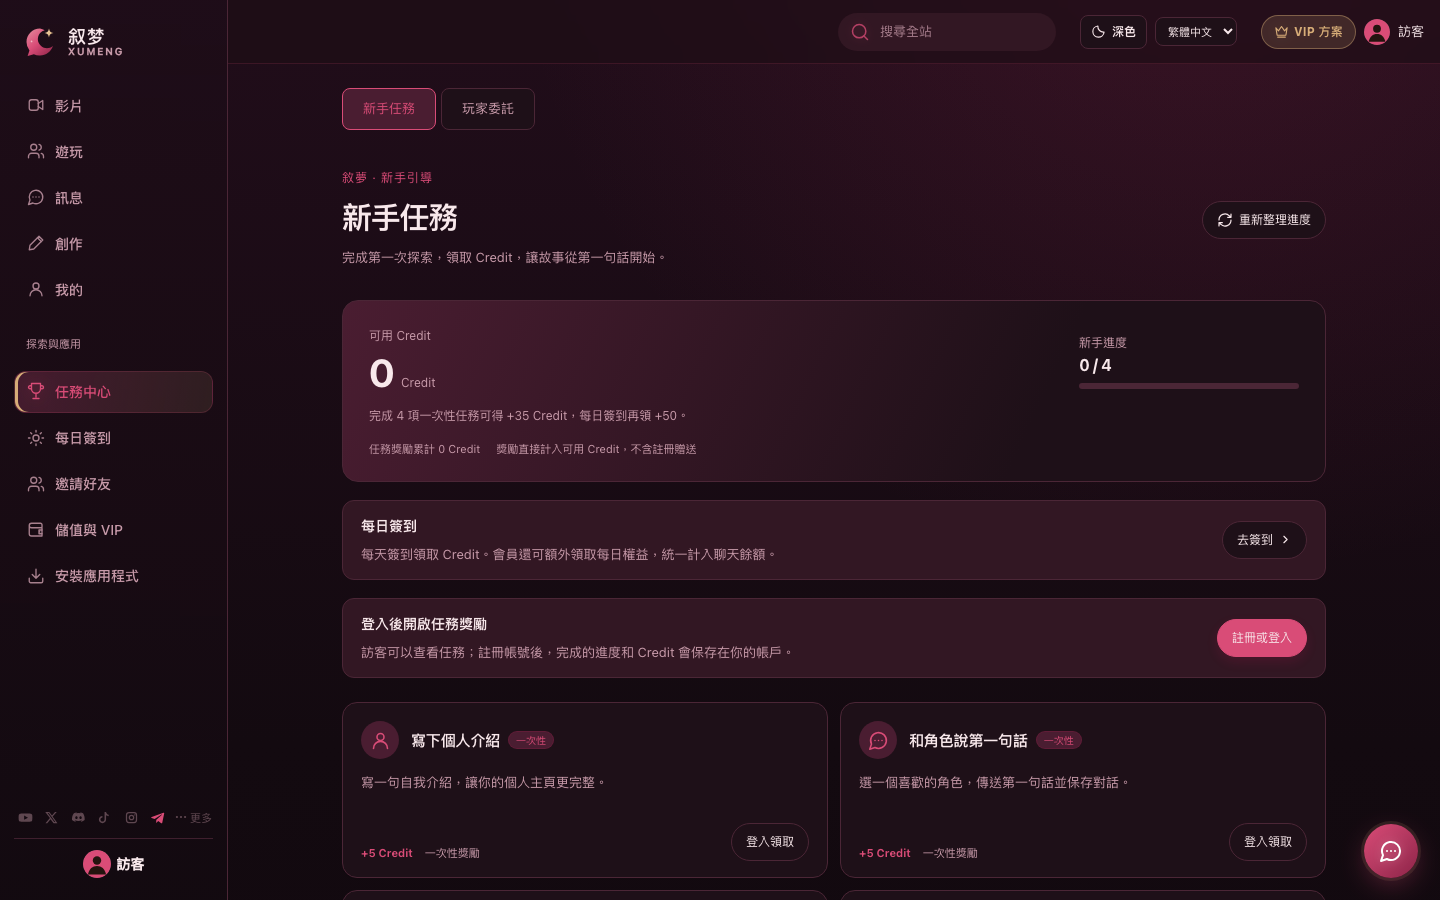 叙梦
XUMENG
影片
遊玩
訊息
創作
我的
探索與應用
任務中心
每日簽到
邀請好友
儲值與 VIP
安裝應用程式
更多
訪客
搜尋全站
深色
繁體中文
VIP 方案
訪客
新手任務
玩家委託
敘夢 · 新手引導
新手任務
完成第一次探索，領取 Credit，讓故事從第一句話開始。
重新整理進度
可用 Credit
0 Credit
完成 4 項一次性任務可得 +35 Credit，每日簽到再領 +50。
任務獎勵累計 0 Credit 獎勵直接計入可用 Credit，不含註冊贈送
新手進度
0 / 4
每日簽到
每天簽到領取 Credit。會員還可額外領取每日權益，統一計入聊天餘額。
去簽到
登入後開啟任務獎勵
訪客可以查看任務；註冊帳號後，完成的進度和 Credit 會保存在你的帳戶。
註冊或登入
寫下個人介紹 一次性
寫一句自我介紹，讓你的個人主頁更完整。
+5 Credit 一次性獎勵
登入領取
和角色說第一句話 一次性
選一個喜歡的角色，傳送第一句話並保存對話。
+5 Credit 一次性獎勵
登入領取